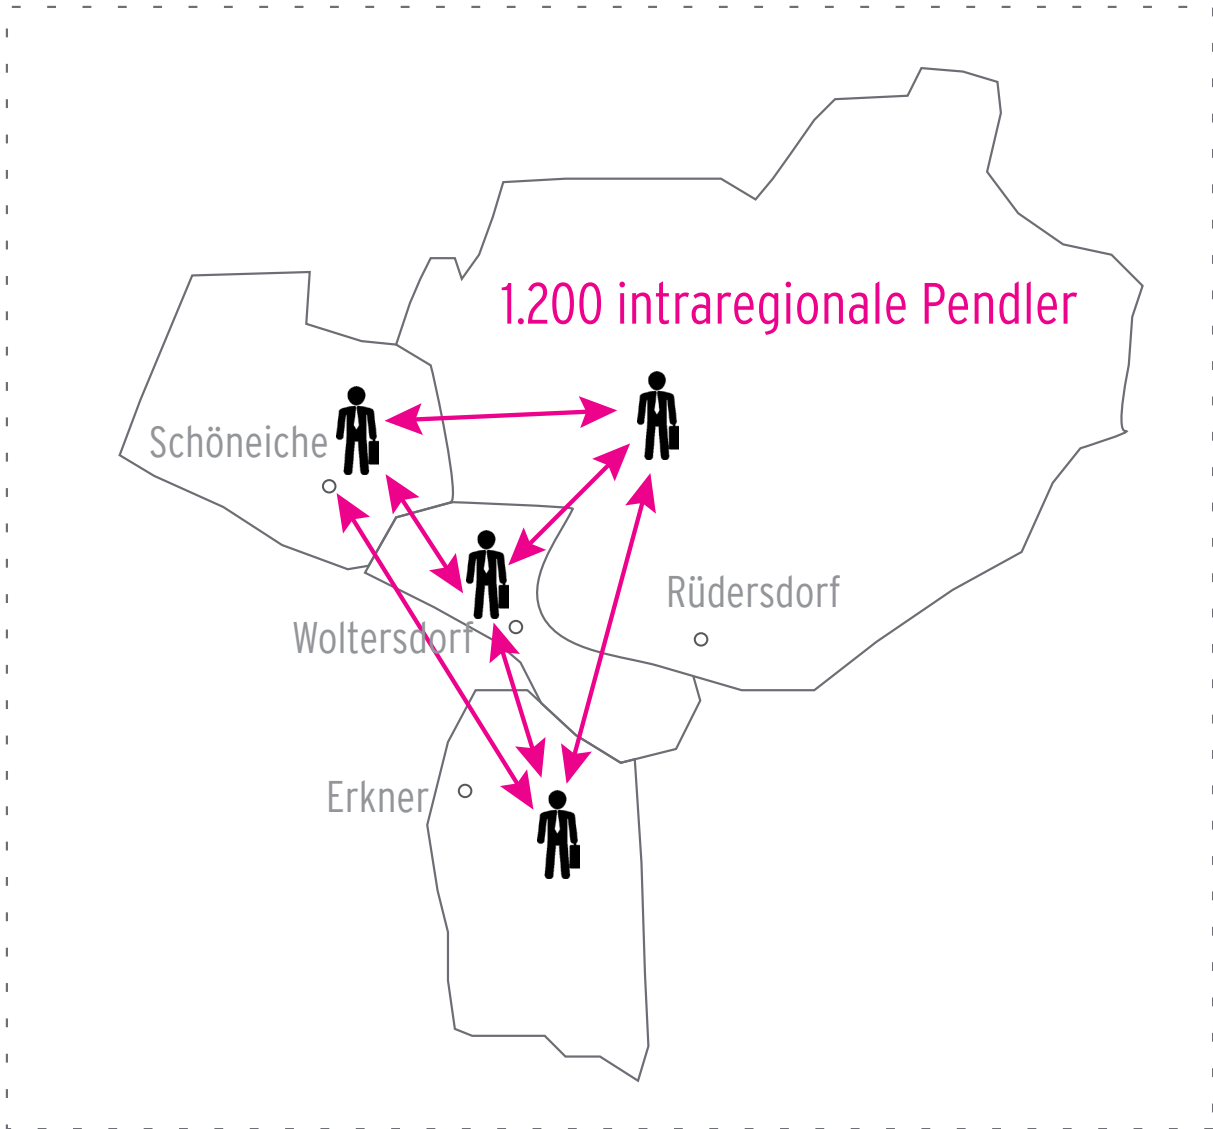 1.200 intraregionale Pendler
Schöneiche
Rüdersdorf
Woltersdorf
Erkner